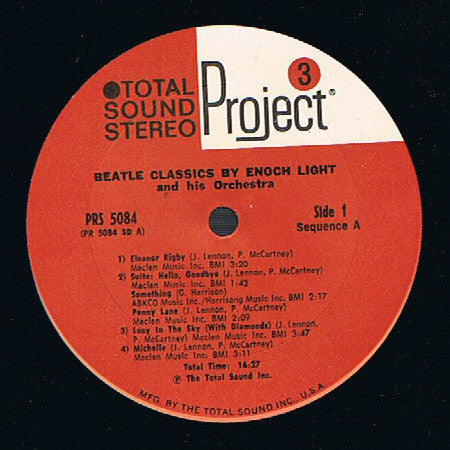 TOTAL
SOUND
STEREO
Project 3®
BEATLE CLASSICS BY ENOCH LIGHT
and his Orchestra
PRS 5084
(PR 5084 SD A)
Side 1
Sequence A
1) Eleanor Rigby (J. Lennon, P. McCartney)
Maclen Music Inc. BMI 3:20
2) Suite: Hello, Goodbye (J. Lennon, P. McCartney)
Maclen Music Inc. BMI 1:43
Something (G. Harrison)
ABKCO Music Inc./Harrisong Music Inc. BMI 2:17
Penny Lane (J. Lennon, P. McCartney)
Maclen Music Inc. BMI 2:09
3) Lucy In The Sky (With Diamonds) (J. Lennon,
P. McCartney) Maclen Music Inc. BMI 3:47
4) Michelle (J. Lennon, P. McCartney)
Maclen Music Inc. BMI 3:11
Total Time: 16:27
℗ The Total Sound Inc.
MFG. BY THE TOTAL SOUND INC., U.S.A